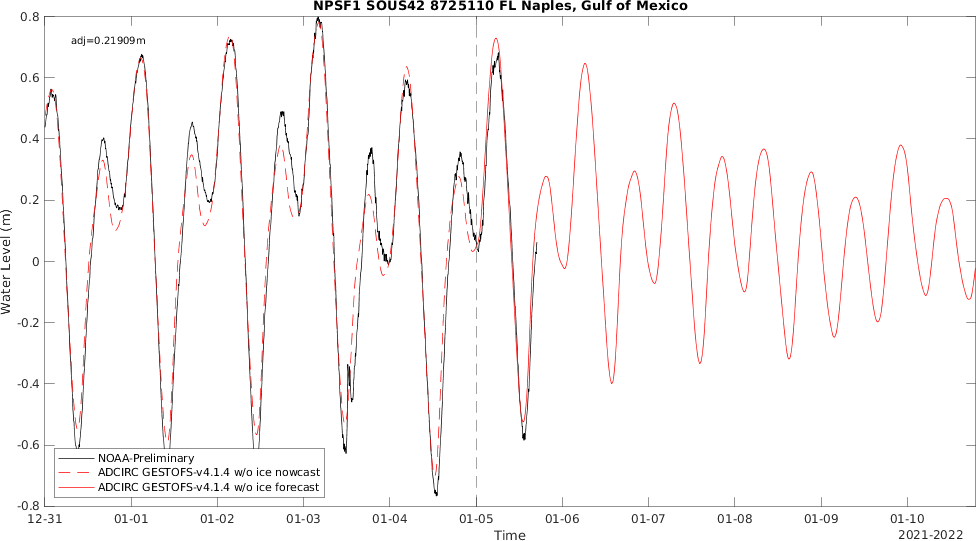 NPSF1 SOUS42 8725110 FL Naples, Gulf of Mexico
adj=0.21909m
0.8
0.6
0.4
0.2
0
-0.2
-0.4
-0.6
-0.8
Water Level (m)
NOAA-Preliminary
ADCIRC GESTOFS-v4.1.4 w/o ice nowcast
ADCIRC GESTOFS-v4.1.4 w/o ice forecast
12-31 01-01 01-02 01-03 01-04 01-05 01-06 01-07 01-08 01-09 01-10
Time
2021-2022